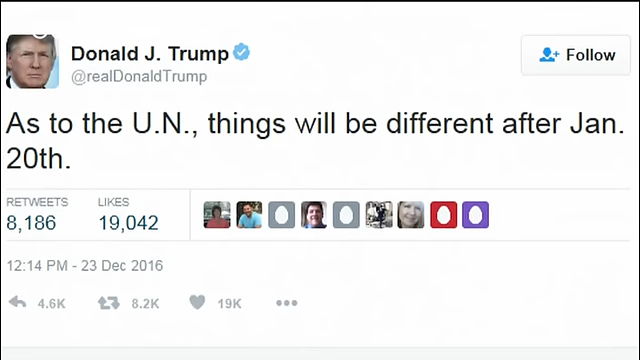 Donald J. Trump
@realDonaldTrump
Follow
As to the U.N., things will be different after Jan.
20th.
RETWEETS LIKES
8,186 19,042
12:14 PM - 23 Dec 2016
4.6K 8.2K 19K